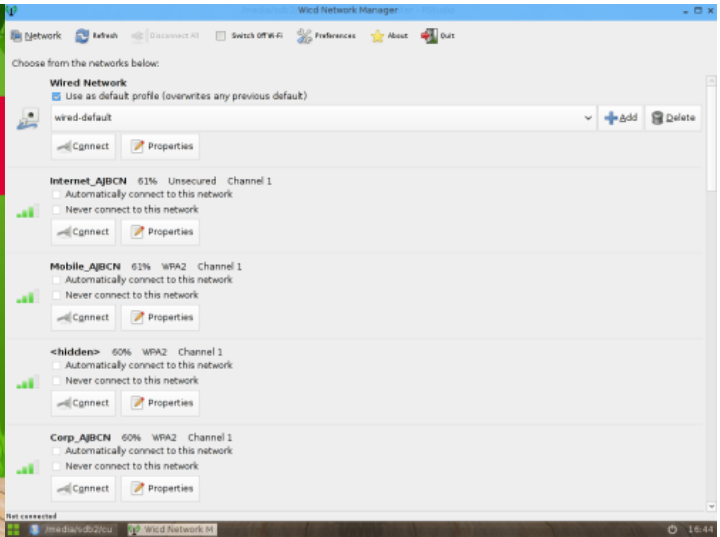 Wicd Network Manager
Network Refresh Disconnect All Switch Off Wi-Fi Preferences About Quit
Choose from the networks below:
Wired Network
Use as default profile (overwrites any previous default)
wired-default
Add Delete
Connect Properties
Internet_AJBCN 61% Unsecured Channel 1
Automatically connect to this network
Never connect to this network
Connect Properties
Mobile_AJBCN 61% WPA2 Channel 1
Automatically connect to this network
Never connect to this network
Connect Properties
<hidden> 60% WPA2 Channel 1
Automatically connect to this network
Never connect to this network
Connect Properties
Corp_AJBCN 60% WPA2 Channel 1
Automatically connect to this network
Never connect to this network
Connect Properties
Not connected
/media/sdb2/cu Wicd Network M 16:44